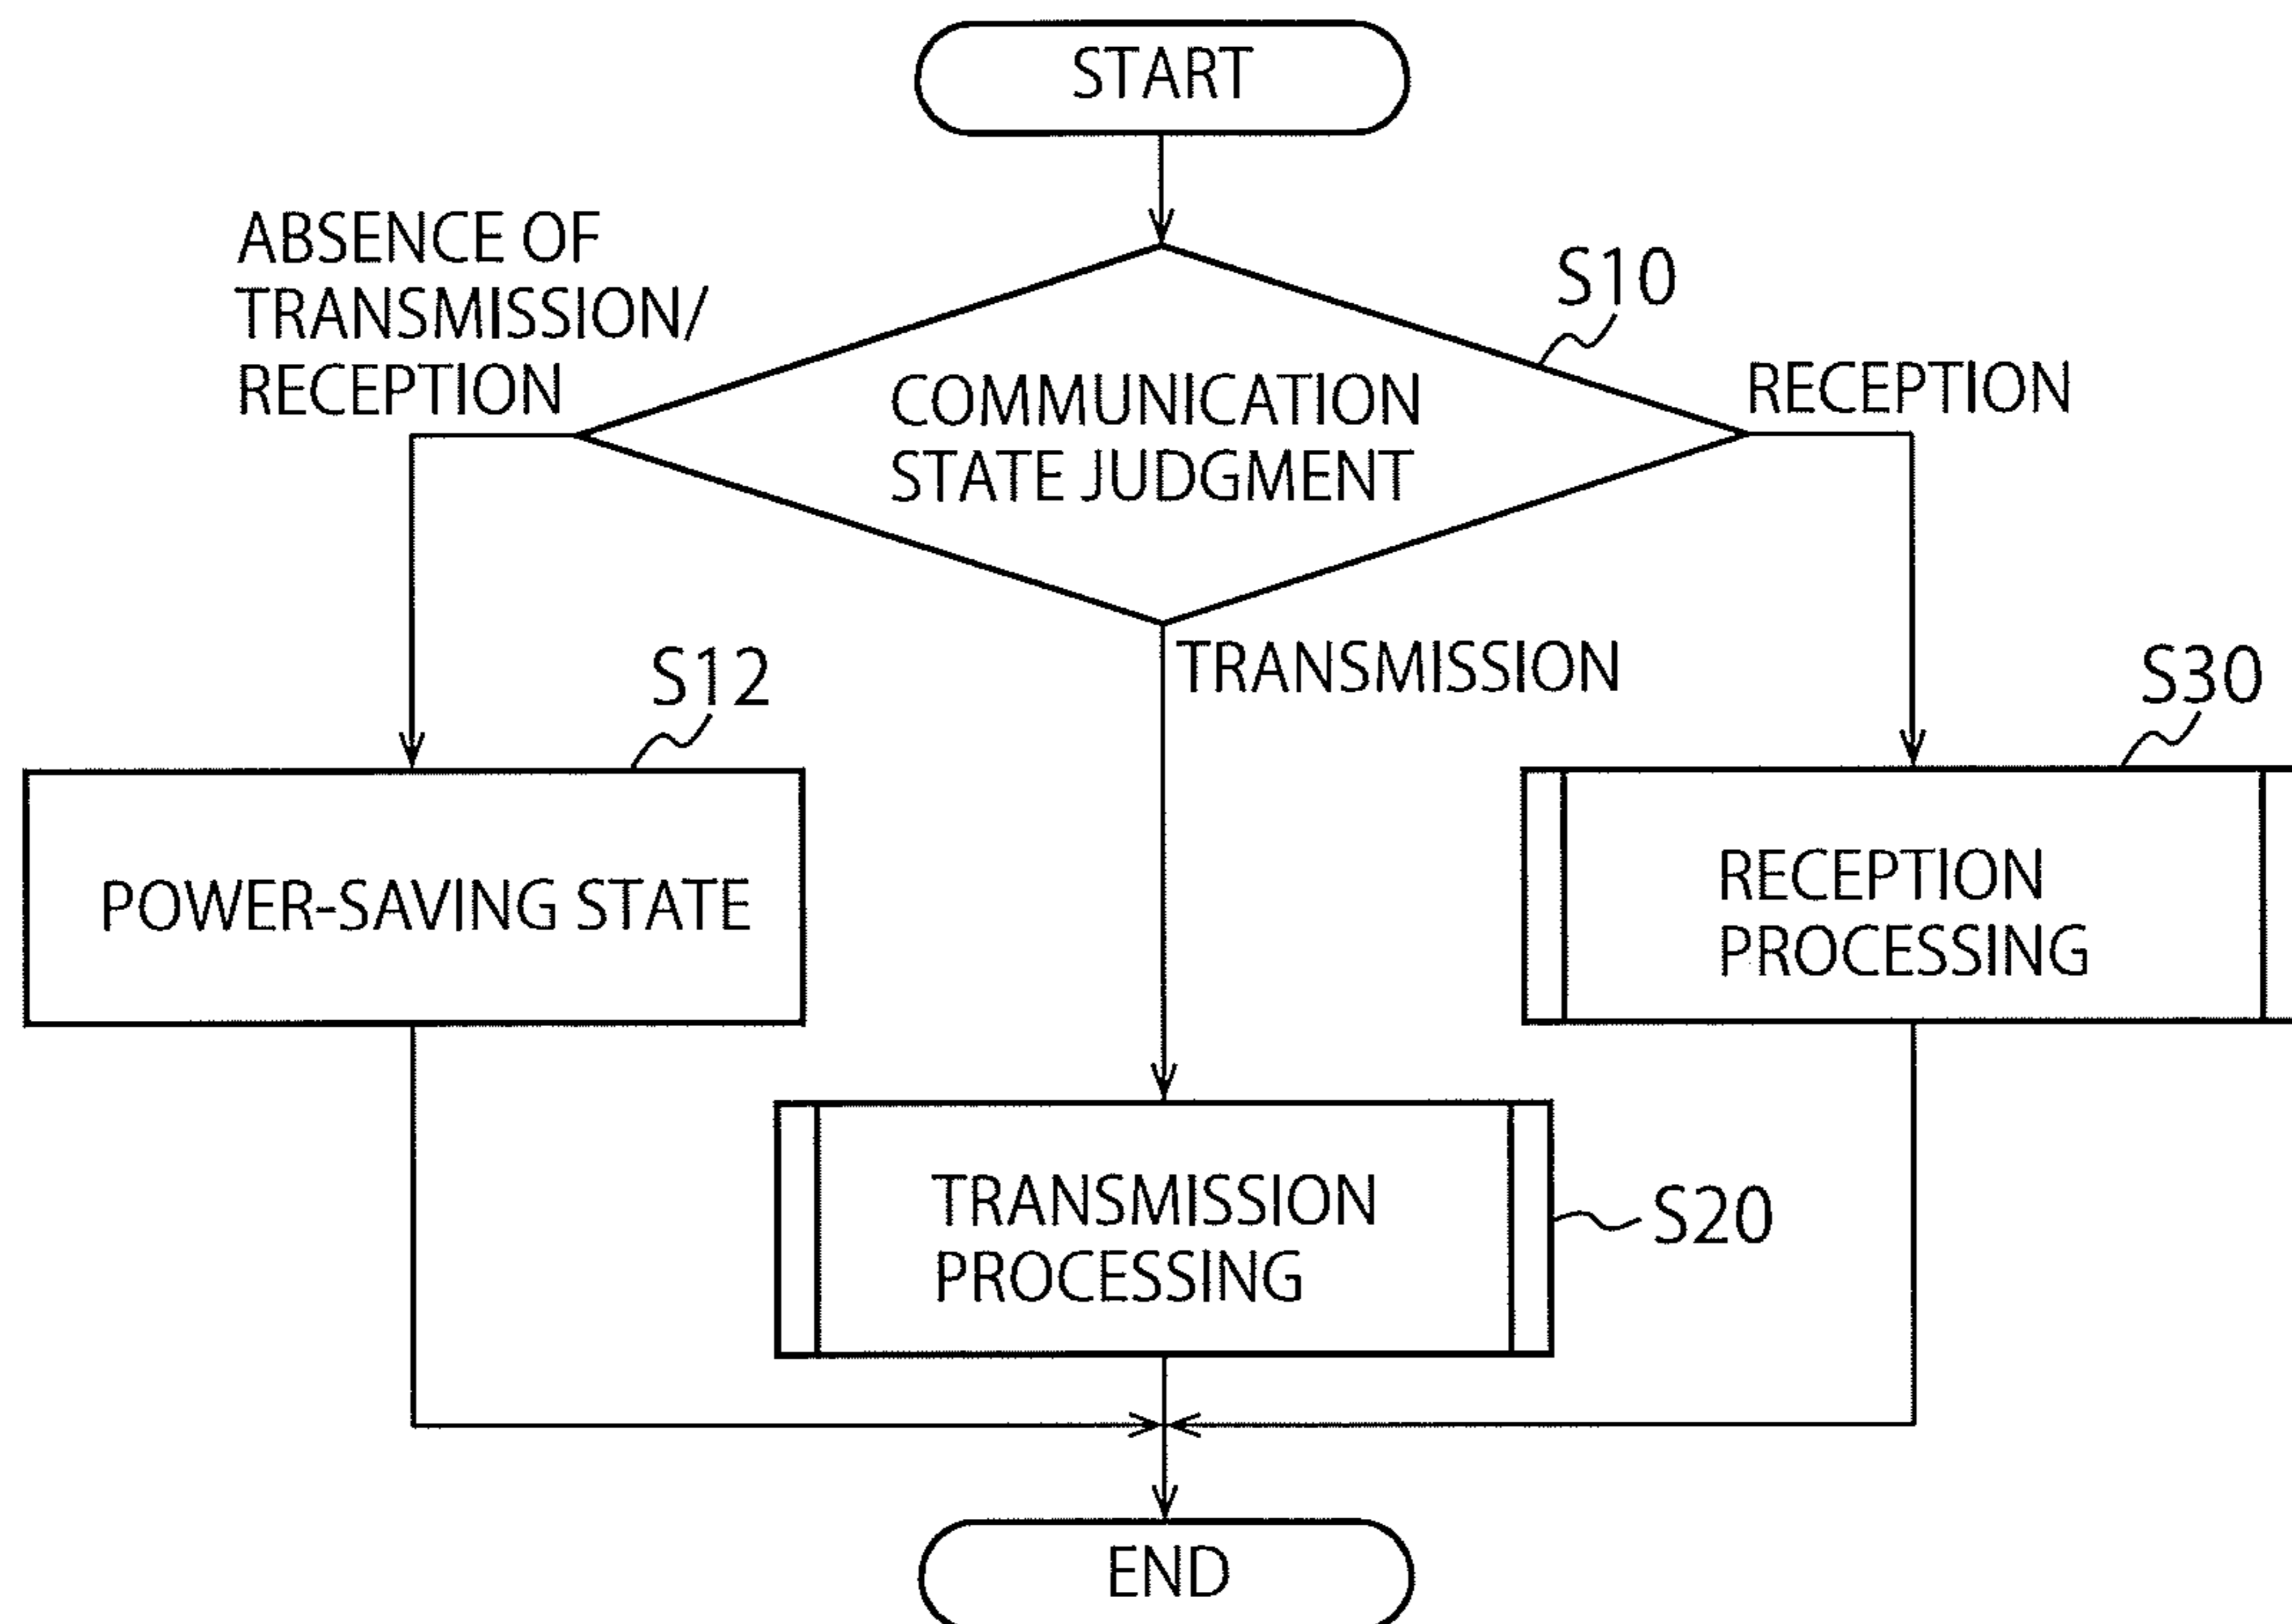 START
ABSENCE OF
TRANSMISSION/
RECEPTION
S10
COMMUNICATION
STATE JUDGMENT
RECEPTION
TRANSMISSION
S12
S30
POWER-SAVING STATE
RECEPTION
PROCESSING
TRANSMISSION
PROCESSING
S20
END